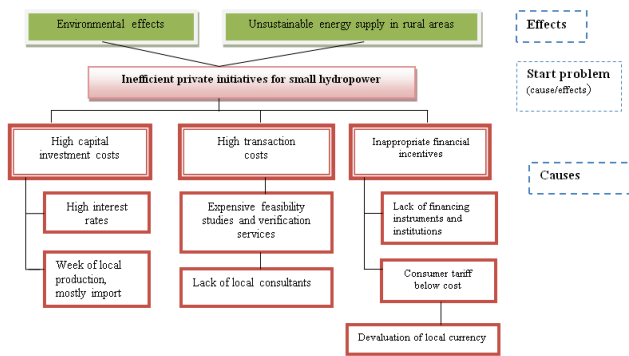 Environmental effects
Unsustainable energy supply in rural areas
Effects
Inefficient private initiatives for small hydropower
Start problem
(cause/effects)
High capital
investment costs
High transaction
costs
Inappropriate financial
incentives
Causes
High interest
rates
Expensive feasibility
studies and verification
services
Lack of financing
instruments and
institutions
Week of local
production,
mostly import
Lack of local consultants
Consumer tariff
below cost
Devaluation of local currency